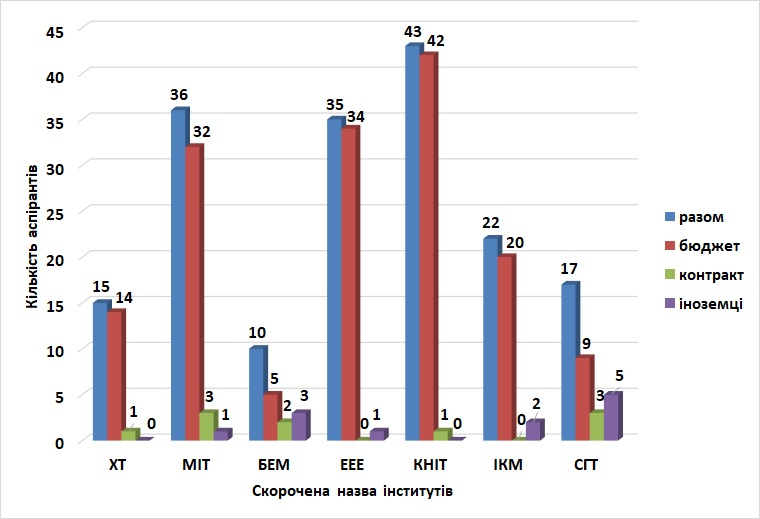 Кількість аспірантів
45
40
35
30
25
20
15
10
5
0
15 14 1 0
36 32 3 1
10 5 2 3
35 34 0 1
43 42 1 0
22 20 0 2
17 9 3 5
ХТ МІТ БЕМ ЕЕЕ КНІТ ІКМ СГТ
Скорочена назва інститутів
разом
бюджет
контракт
іноземці